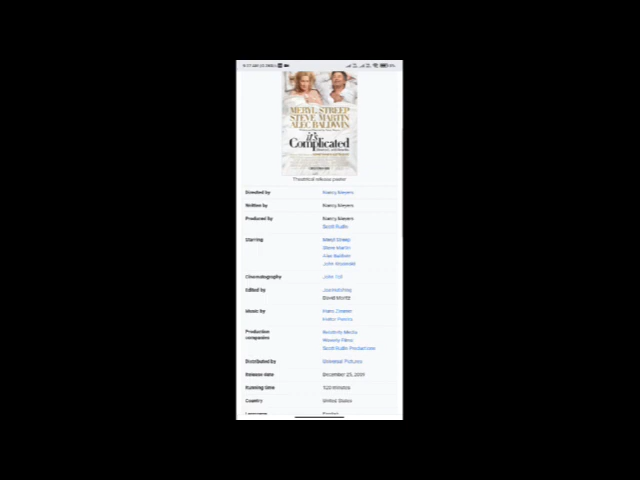 MERYL STREEP
STEVE MARTIN
ALEC BALDWIN
it's
Complicated
Theatrical release poster
Directed by Nancy Meyers
Written by Nancy Meyers
Produced by Nancy Meyers
Scott Rudin
Starring Meryl Streep
Steve Martin
Alec Baldwin
John Krasinski
Cinematography John Toll
Edited by Joe Hutshing
David Moritz
Music by Hans Zimmer
Heitor Pereira
Production
companies
Relativity Media
Waverly Films
Scott Rudin Productions
Distributed by Universal Pictures
Release date December 25, 2009
Running time 120 minutes
Country United States
Language English